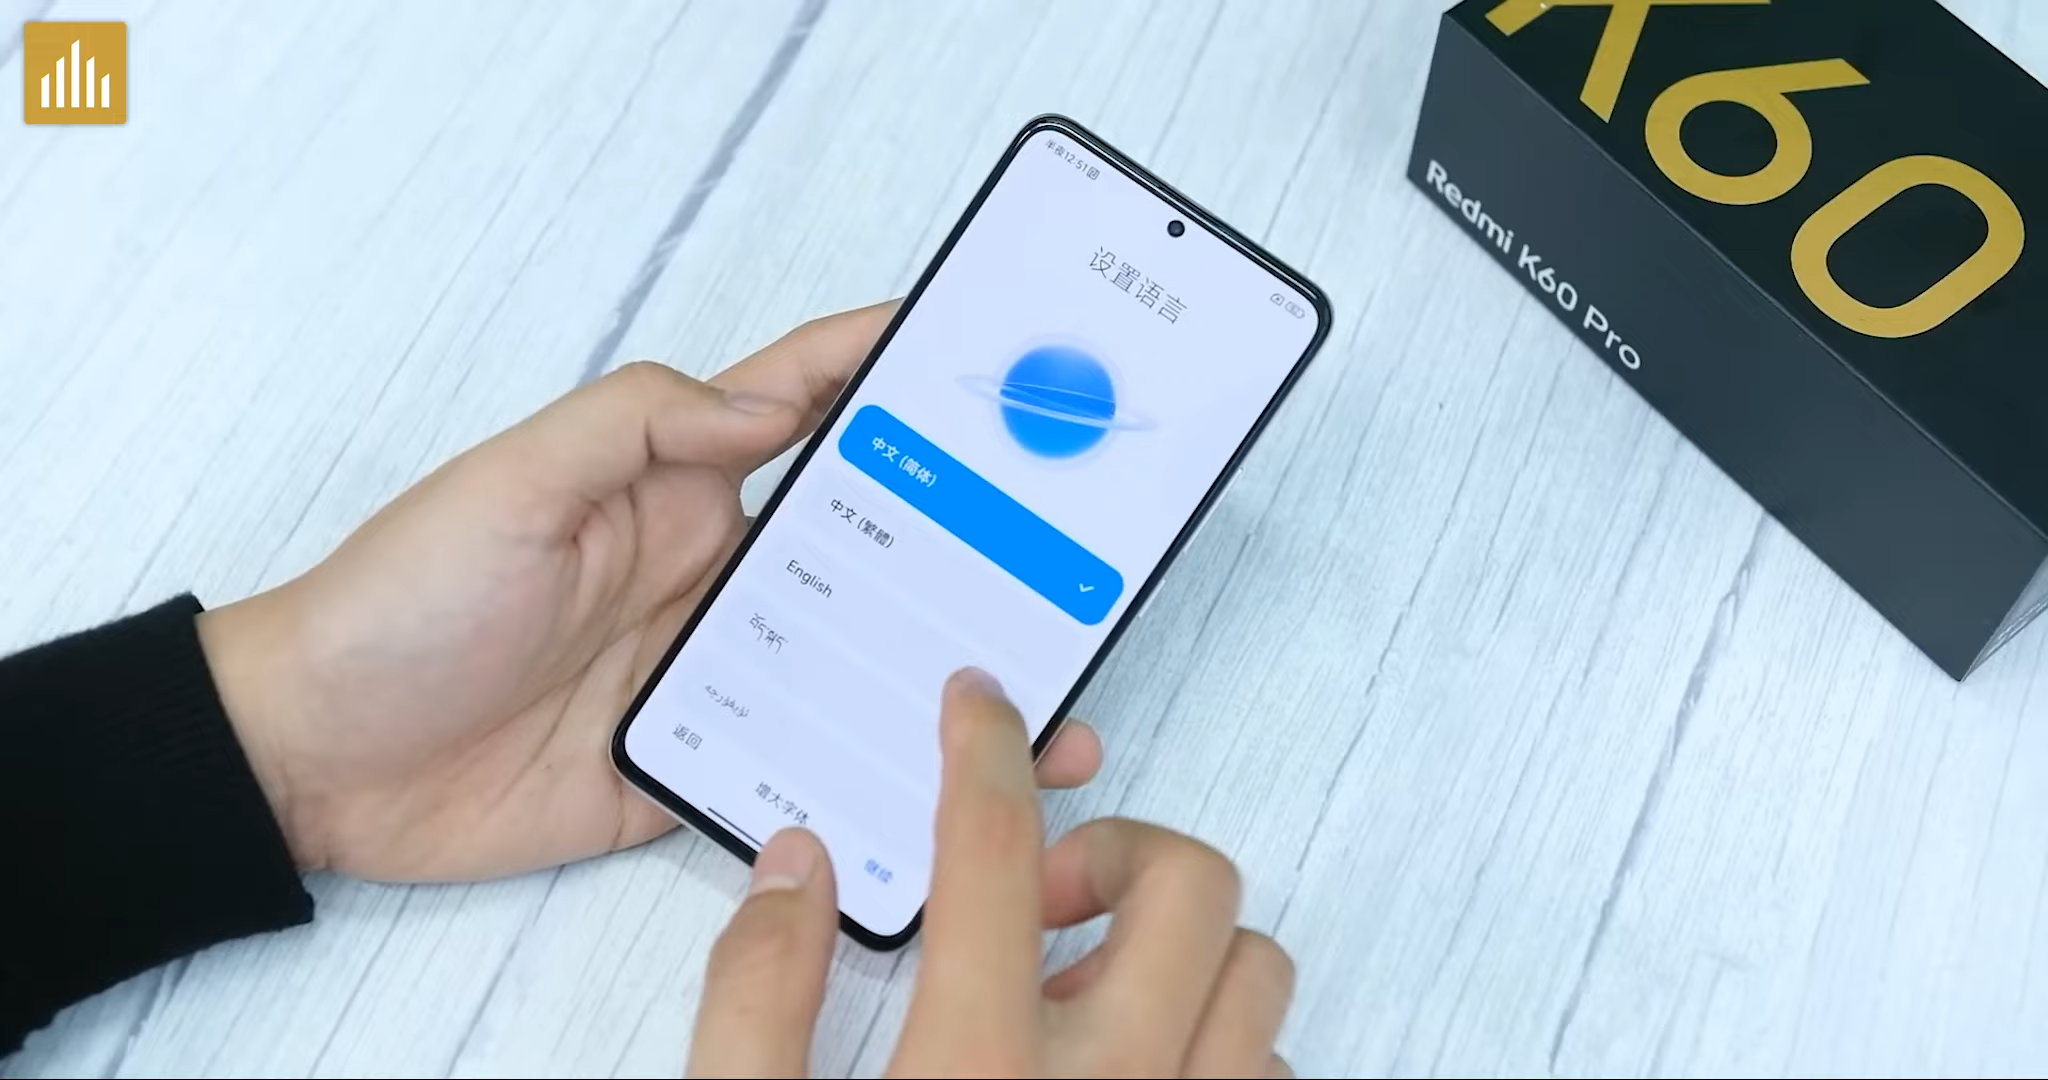 K60
Redmi K60 Pro
半夜12:51
设置语言
中文 (简体)
中文 (繁體)
English
བོད་སྐད
返回
增大字体
继续